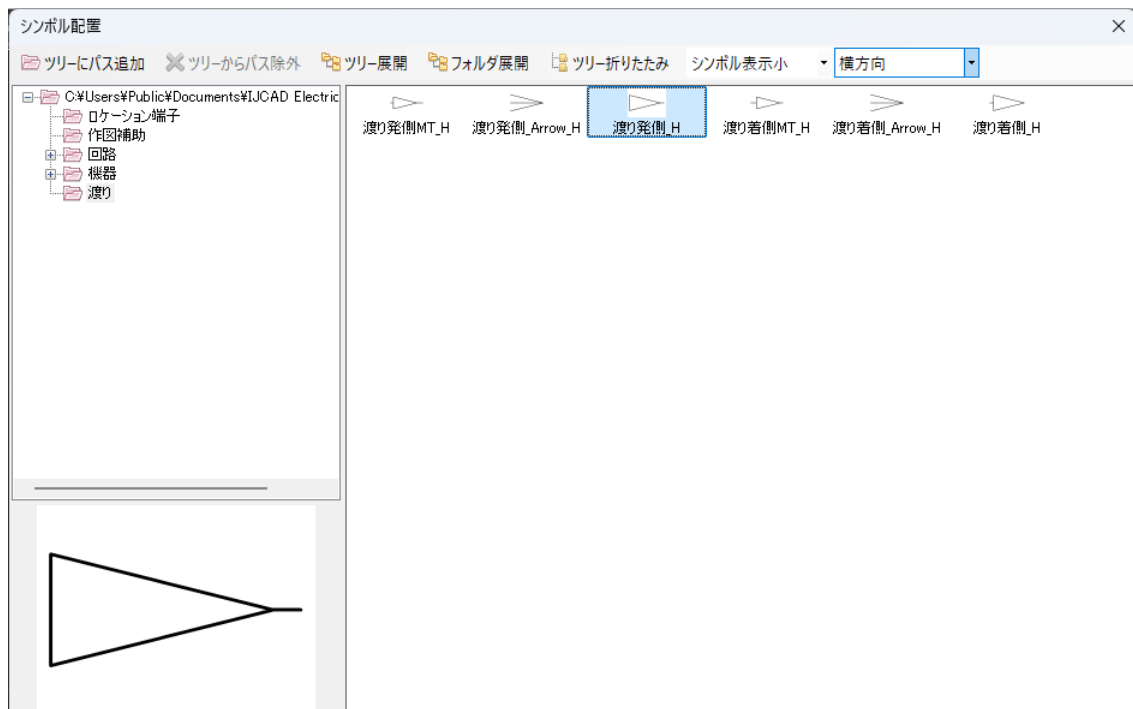 シンボル配置
ツリーにパス追加 ツリーからパス除外 ツリー展開 フォルダ展開 ツリー折りたたみ シンボル表示小 横方向
C:¥Users¥Public¥Documents¥IJCAD Electric
ロケーション端子
作図補助
回路
機器
渡り
渡り発側MT_H 渡り発側_Arrow_H 渡り発側_H 渡り着側MT_H 渡り着側_Arrow_H 渡り着側_H